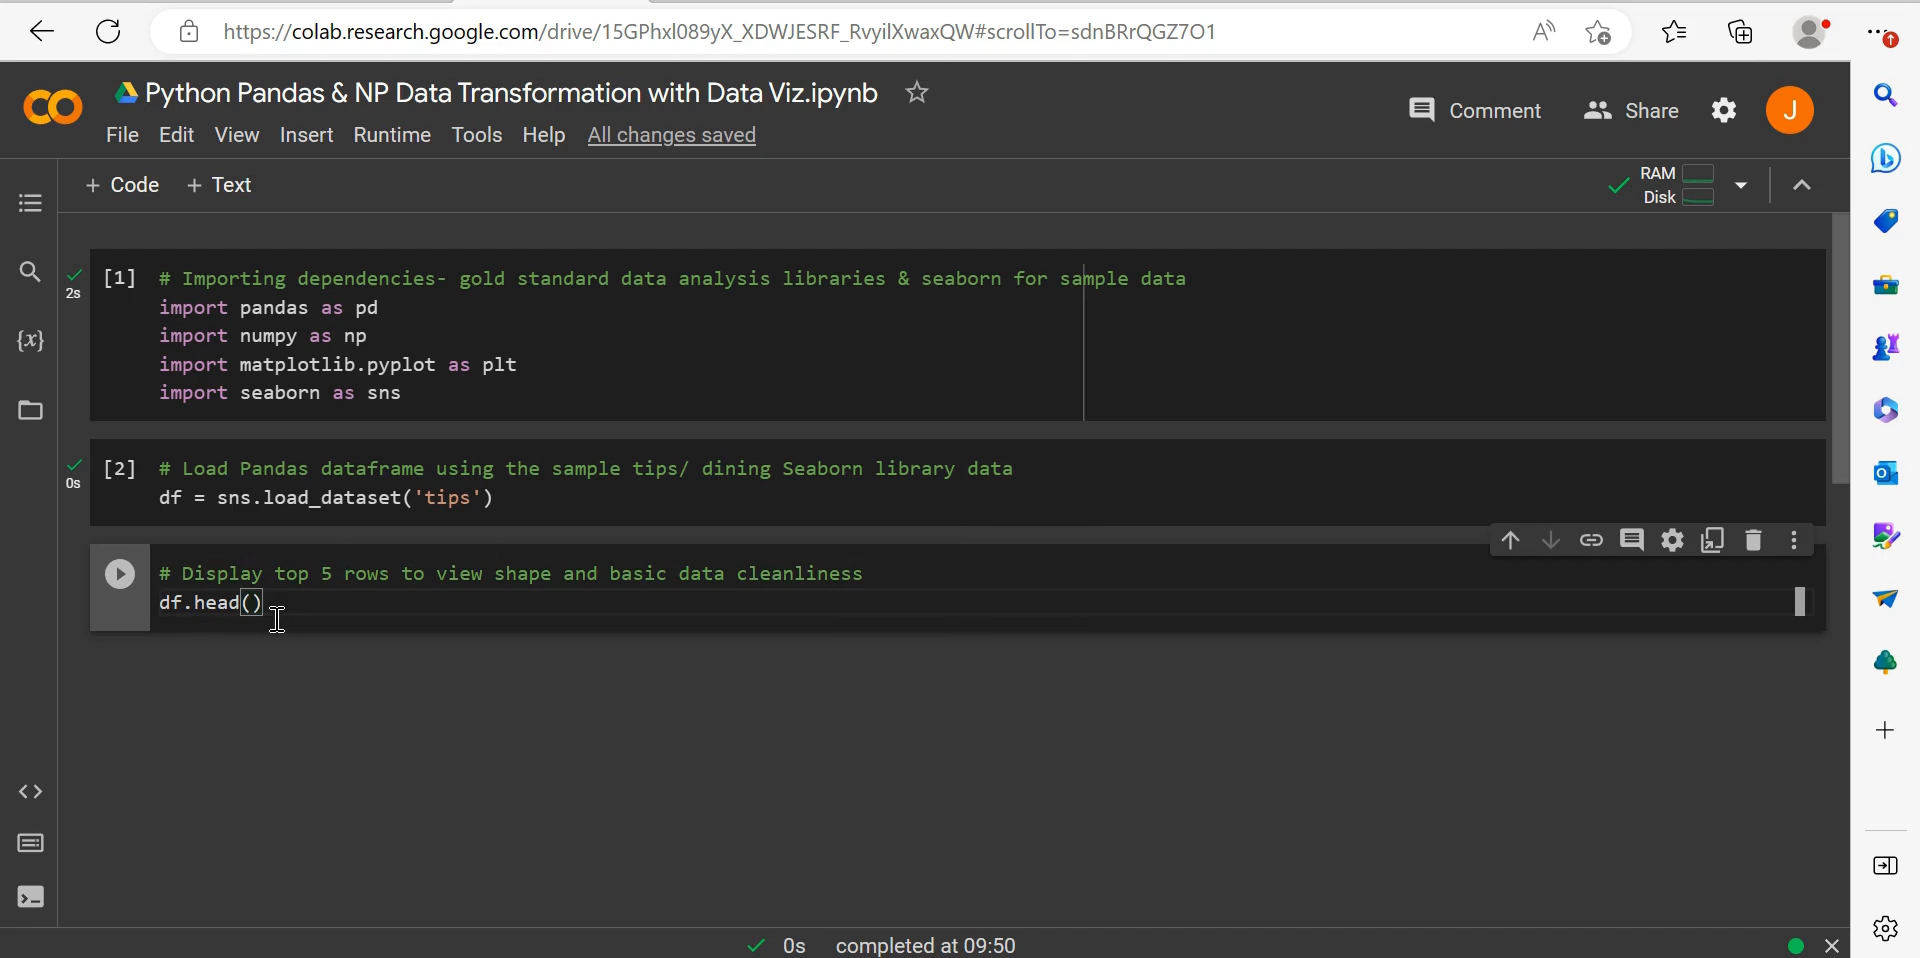 https://colab.research.google.com/drive/15GPhxl089yX_XDWJESRF_RvyilXwaxQW#scrollTo=sdnBRrQGZ7O1
Python Pandas & NP Data Transformation with Data Viz.ipynb
Comment Share J
File Edit View Insert Runtime Tools Help All changes saved
+ Code + Text
RAM
Disk
[1] # Importing dependencies- gold standard data analysis libraries & seaborn for sample data
2s
import pandas as pd
import numpy as np
import matplotlib.pyplot as plt
import seaborn as sns
[2] # Load Pandas dataframe using the sample tips/ dining Seaborn library data
0s
df = sns.load_dataset('tips')
# Display top 5 rows to view shape and basic data cleanliness
df.head()
0s completed at 09:50